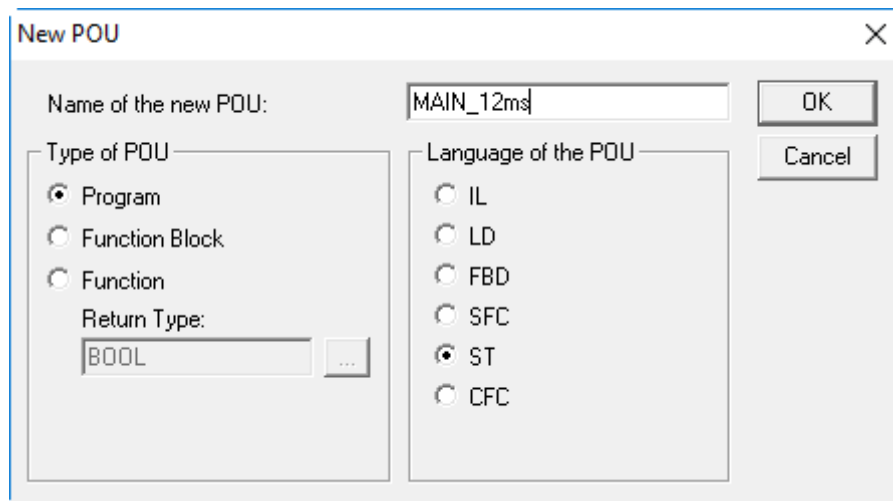 New POU
Name of the new POU:
MAIN_12ms
OK
Cancel
Type of POU
Program
Function Block
Function
Return Type:
BOOL
...
Language of the POU
IL
LD
FBD
SFC
ST
CFC